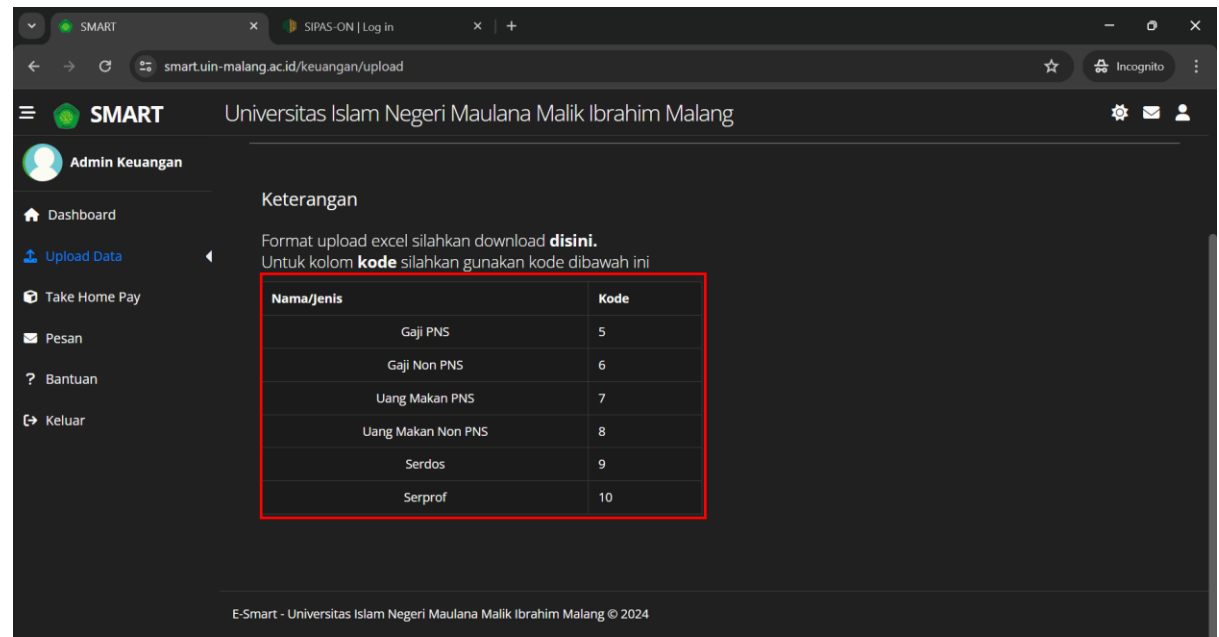 SMART
SIPAS-ON | Log in
smart.uin-malang.ac.id/keuangan/upload
Incognito
SMART
Universitas Islam Negeri Maulana Malik Ibrahim Malang
Admin Keuangan
Dashboard
Upload Data
Take Home Pay
Pesan
? Bantuan
Keluar
Keterangan
Format upload excel silahkan download disini.
Untuk kolom kode silahkan gunakan kode dibawah ini
Nama/Jenis Kode
Gaji PNS 5
Gaji Non PNS 6
Uang Makan PNS 7
Uang Makan Non PNS 8
Serdos 9
Serprof 10
E-Smart - Universitas Islam Negeri Maulana Malik Ibrahim Malang © 2024